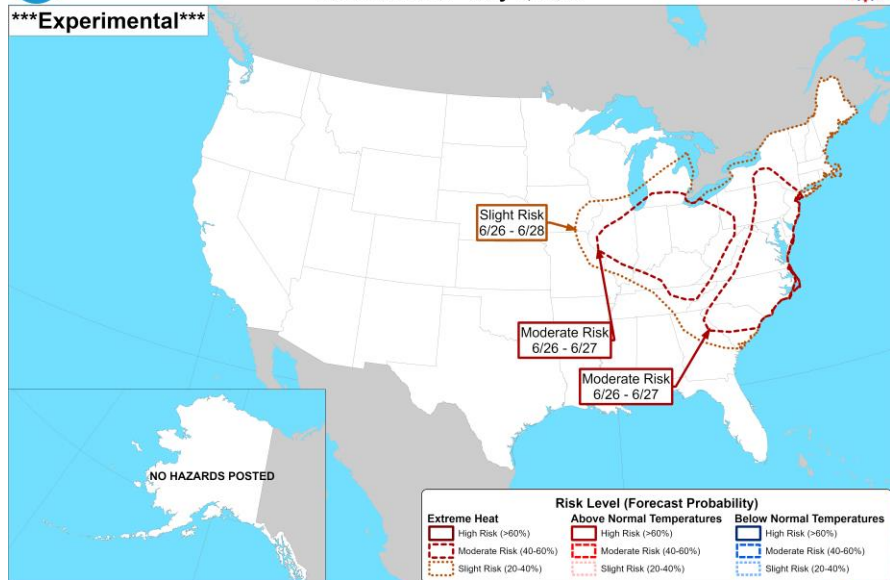 ***Experimental***
Slight Risk
6/26 - 6/28
Moderate Risk
6/26 - 6/27
Moderate Risk
6/26 - 6/27
NO HAZARDS POSTED
Risk Level (Forecast Probability)
Extreme Heat
High Risk (>60%)
Moderate Risk (40-60%)
Slight Risk (20-40%)
Above Normal Temperatures
High Risk (>60%)
Moderate Risk (40-60%)
Slight Risk (20-40%)
Below Normal Temperatures
High Risk (>60%)
Moderate Risk (40-60%)
Slight Risk (20-40%)